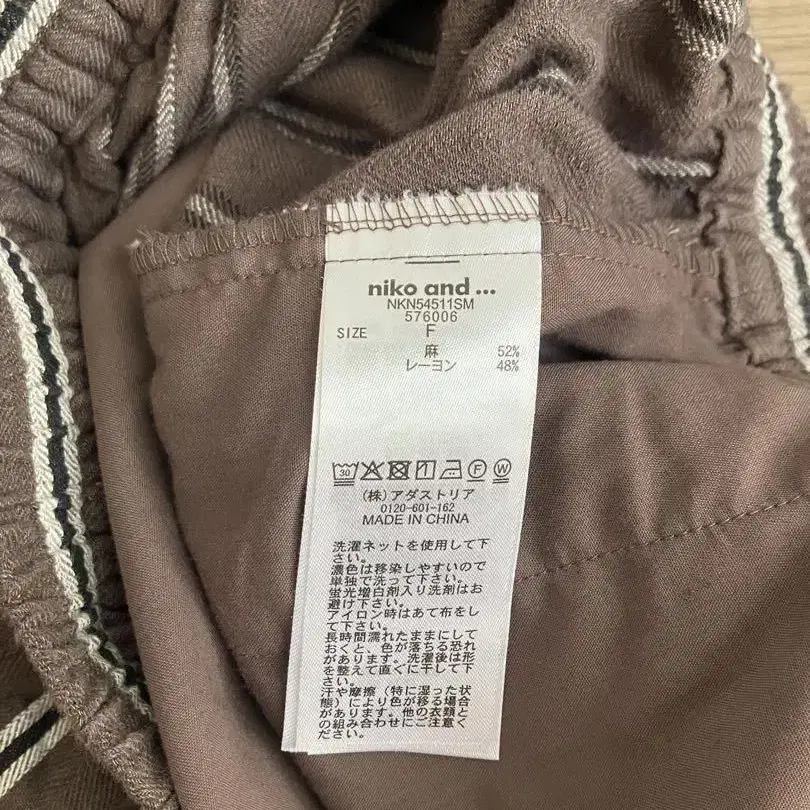 niko and ...
NKN54511SM
576006
SIZE F
麻 52%
レーヨン 48%
30 F W
(株)アダストリア
0120-601-162
MADE IN CHINA
洗濯ネットを使用して下
さい。
濃色は移染しやすいので
単独で洗って下さい。
蛍光増白剤入り洗剤はお
避け下さい。
アイロン時はあて布をし
て下さい。
長時間濡れたままにして
おくと、色が落ちる恐れ
があります。洗濯後は形
を整えて直ぐに干して下
さい。
汗や摩擦(特に湿った状
態)により色が移る場合
があります。他の衣類と
の組み合わせにご注意く
ださい。